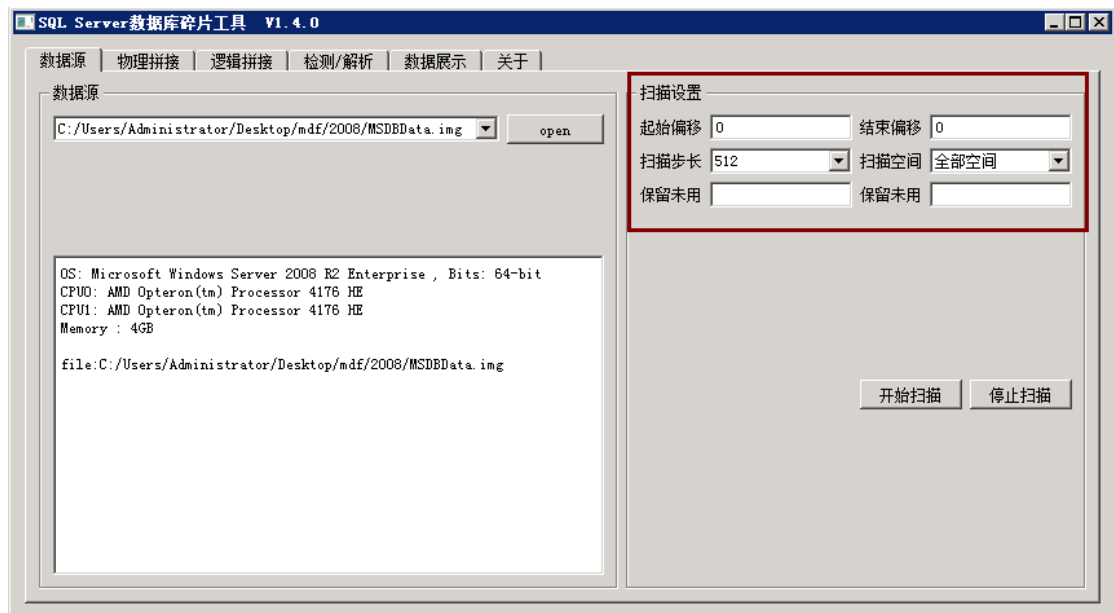 SQL Server数据库碎片工具 V1.4.0
数据源 物理拼接 逻辑拼接 检测/解析 数据展示 关于
数据源
C:/Users/Administrator/Desktop/mdf/2008/MSDBData.img open
OS: Microsoft Windows Server 2008 R2 Enterprise , Bits: 64-bit
CPU0: AMD Opteron(tm) Processor 4176 HE
CPU1: AMD Opteron(tm) Processor 4176 HE
Memory : 4GB
file:C:/Users/Administrator/Desktop/mdf/2008/MSDBData.img
扫描设置
起始偏移 0 结束偏移 0
扫描步长 512 扫描空间 全部空间
保留未用 保留未用
开始扫描 停止扫描